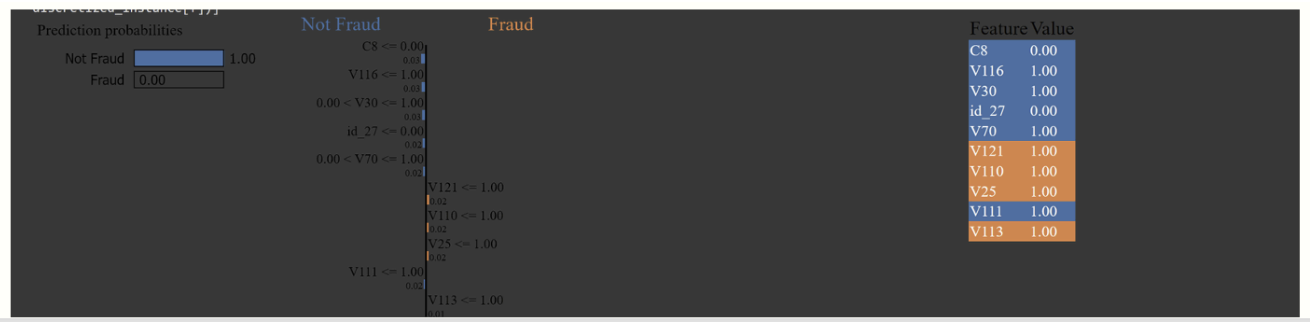 discretized_instance[f])]
Prediction probabilities
Not Fraud 1.00
Fraud 0.00
Not Fraud Fraud
C8 <= 0.00
0.03
V116 <= 1.00
0.03
0.00 < V30 <= 1.00
0.03
id_27 <= 0.00
0.02
0.00 < V70 <= 1.00
0.02
V121 <= 1.00
0.02
V110 <= 1.00
0.02
V25 <= 1.00
0.02
V111 <= 1.00
0.02
V113 <= 1.00
Feature Value
C8 0.00
V116 1.00
V30 1.00
id_27 0.00
V70 1.00
V121 1.00
V110 1.00
V25 1.00
V111 1.00
V113 1.00